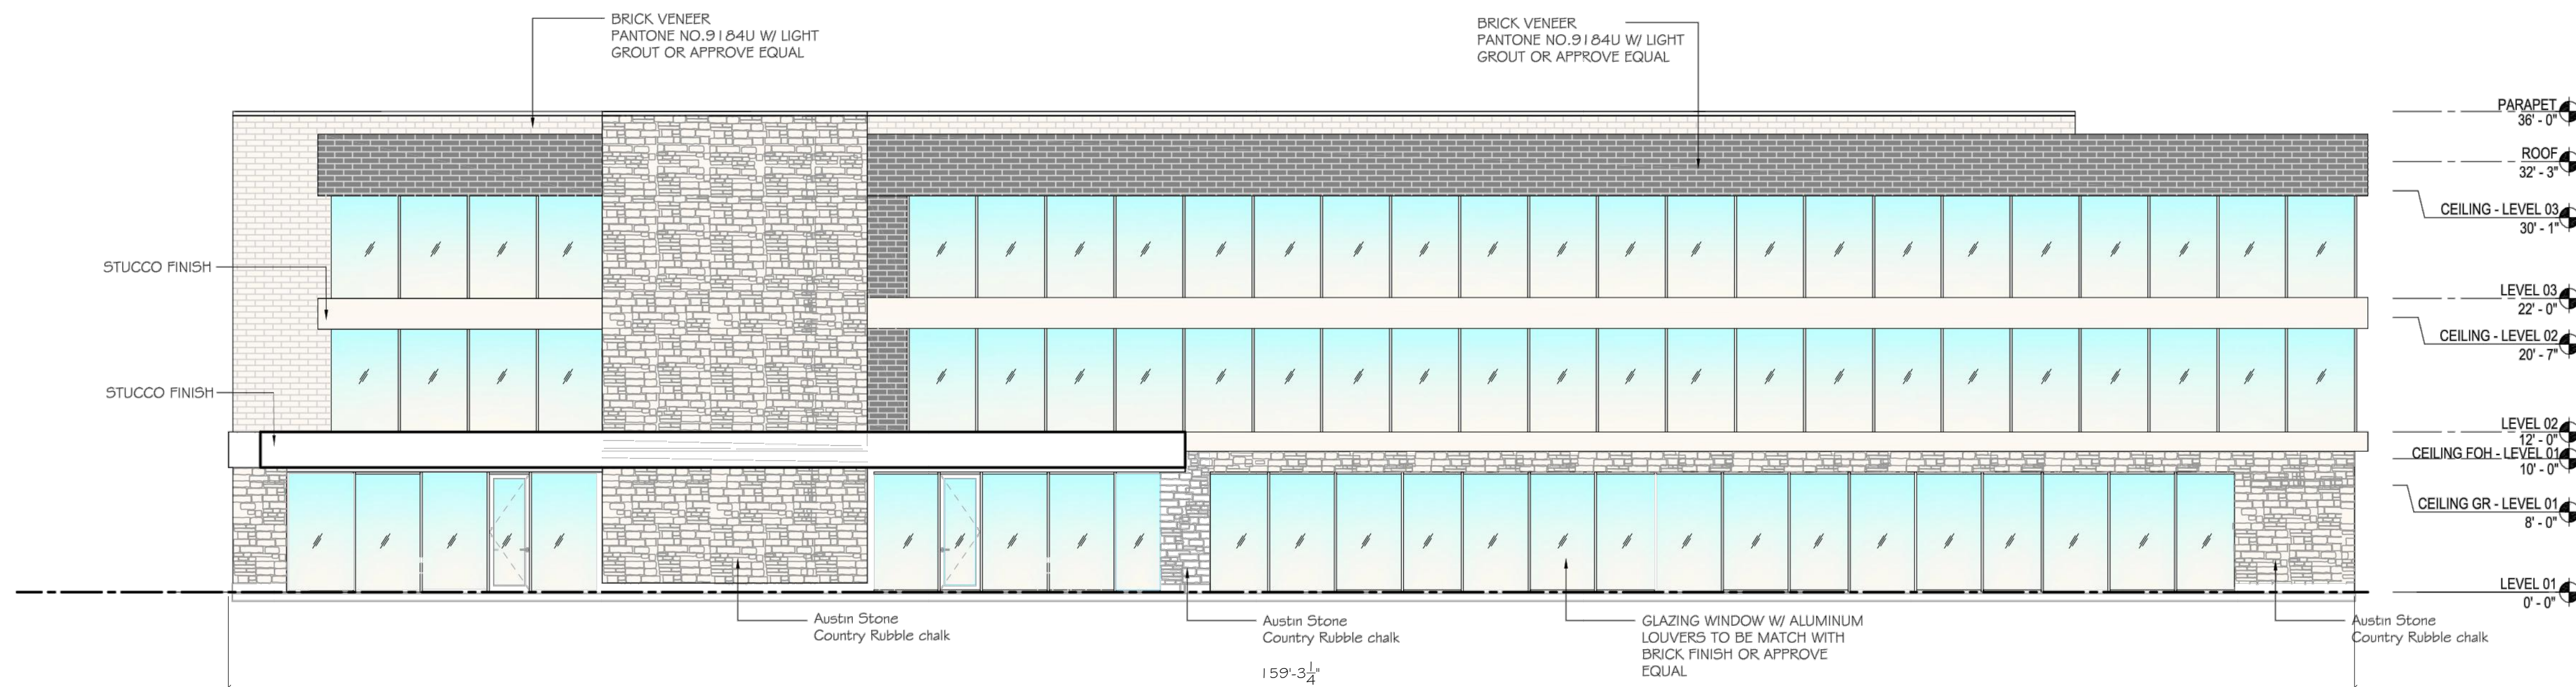 BRICK VENEER
PANTONE NO.9184U W/ LIGHT
GROUT OR APPROVE EQUAL
BRICK VENEER
PANTONE NO.9184U W/ LIGHT
GROUT OR APPROVE EQUAL
PARAPET
36' - 0"
ROOF
32' - 3"
CEILING - LEVEL 03
30' - 1"
STUCCO FINISH
LEVEL 03
22' - 0"
CEILING - LEVEL 02
20' - 7"
STUCCO FINISH
LEVEL 02
12' - 0"
CEILING FOH - LEVEL 01
10' - 0"
CEILING GR - LEVEL 01
8' - 0"
LEVEL 01
0' - 0"
Austin Stone
Country Rubble chalk
Austin Stone
Country Rubble chalk
GLAZING WINDOW W/ ALUMINUM
LOUVERS TO BE MATCH WITH
BRICK FINISH OR APPROVE
EQUAL
Austin Stone
Country Rubble chalk
159'-3 1/4"